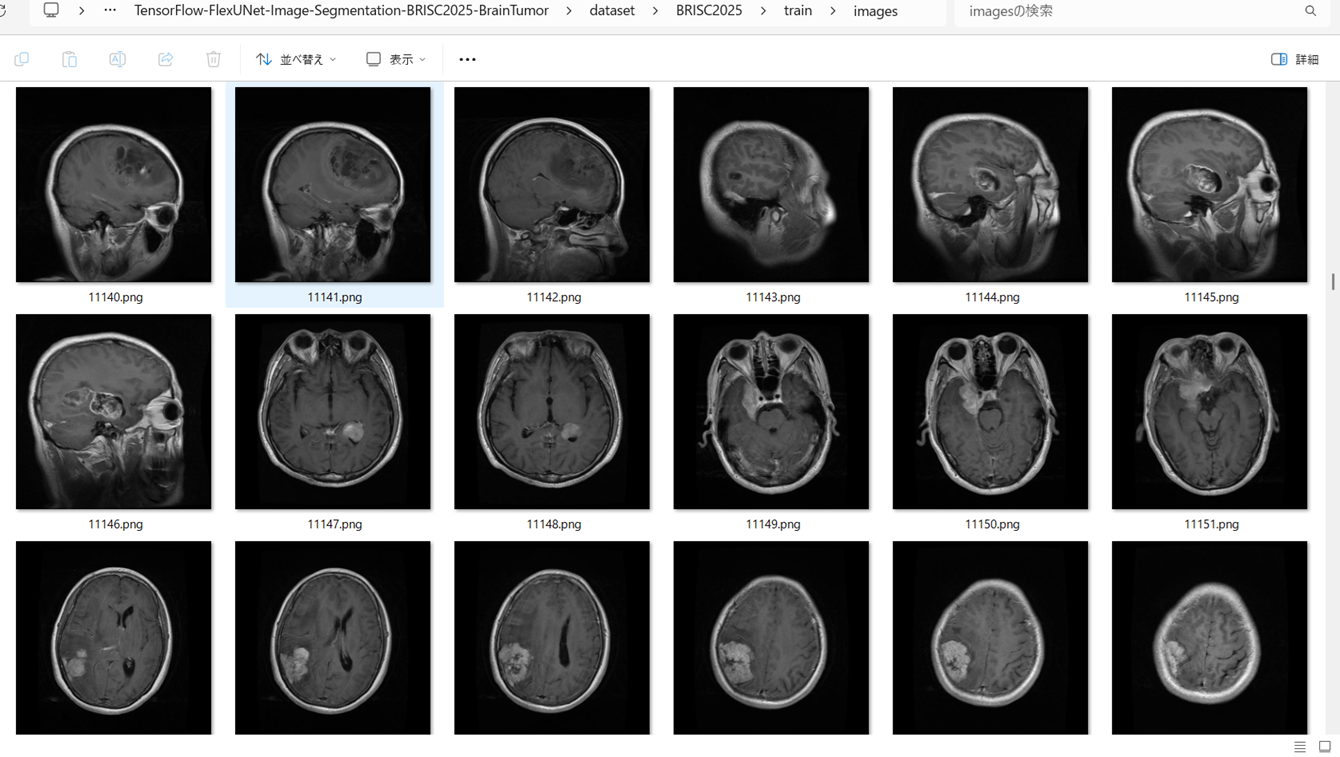 TensorFlow-FlexUNet-Image-Segmentation-BRISC2025-BrainTumor > dataset > BRISC2025 > train > images
imagesの検索
並べ替え 表示 詳細
11140.png 11141.png 11142.png 11143.png 11144.png 11145.png
11146.png 11147.png 11148.png 11149.png 11150.png 11151.png